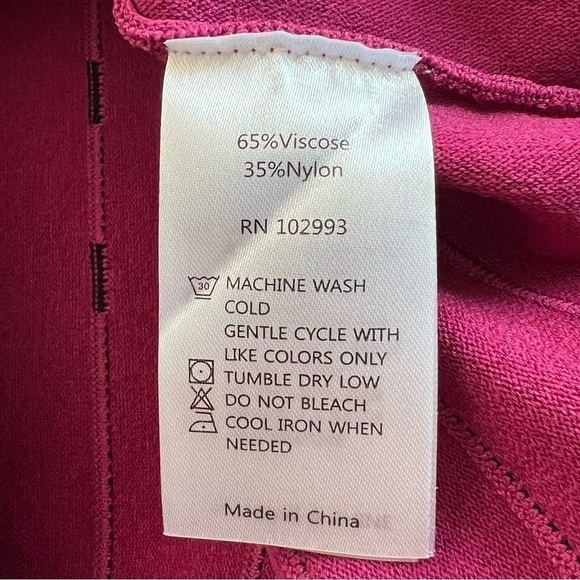 65%Viscose
35%Nylon
RN 102993
30 MACHINE WASH
COLD
GENTLE CYCLE WITH
LIKE COLORS ONLY
TUMBLE DRY LOW
DO NOT BLEACH
COOL IRON WHEN
NEEDED
Made in China